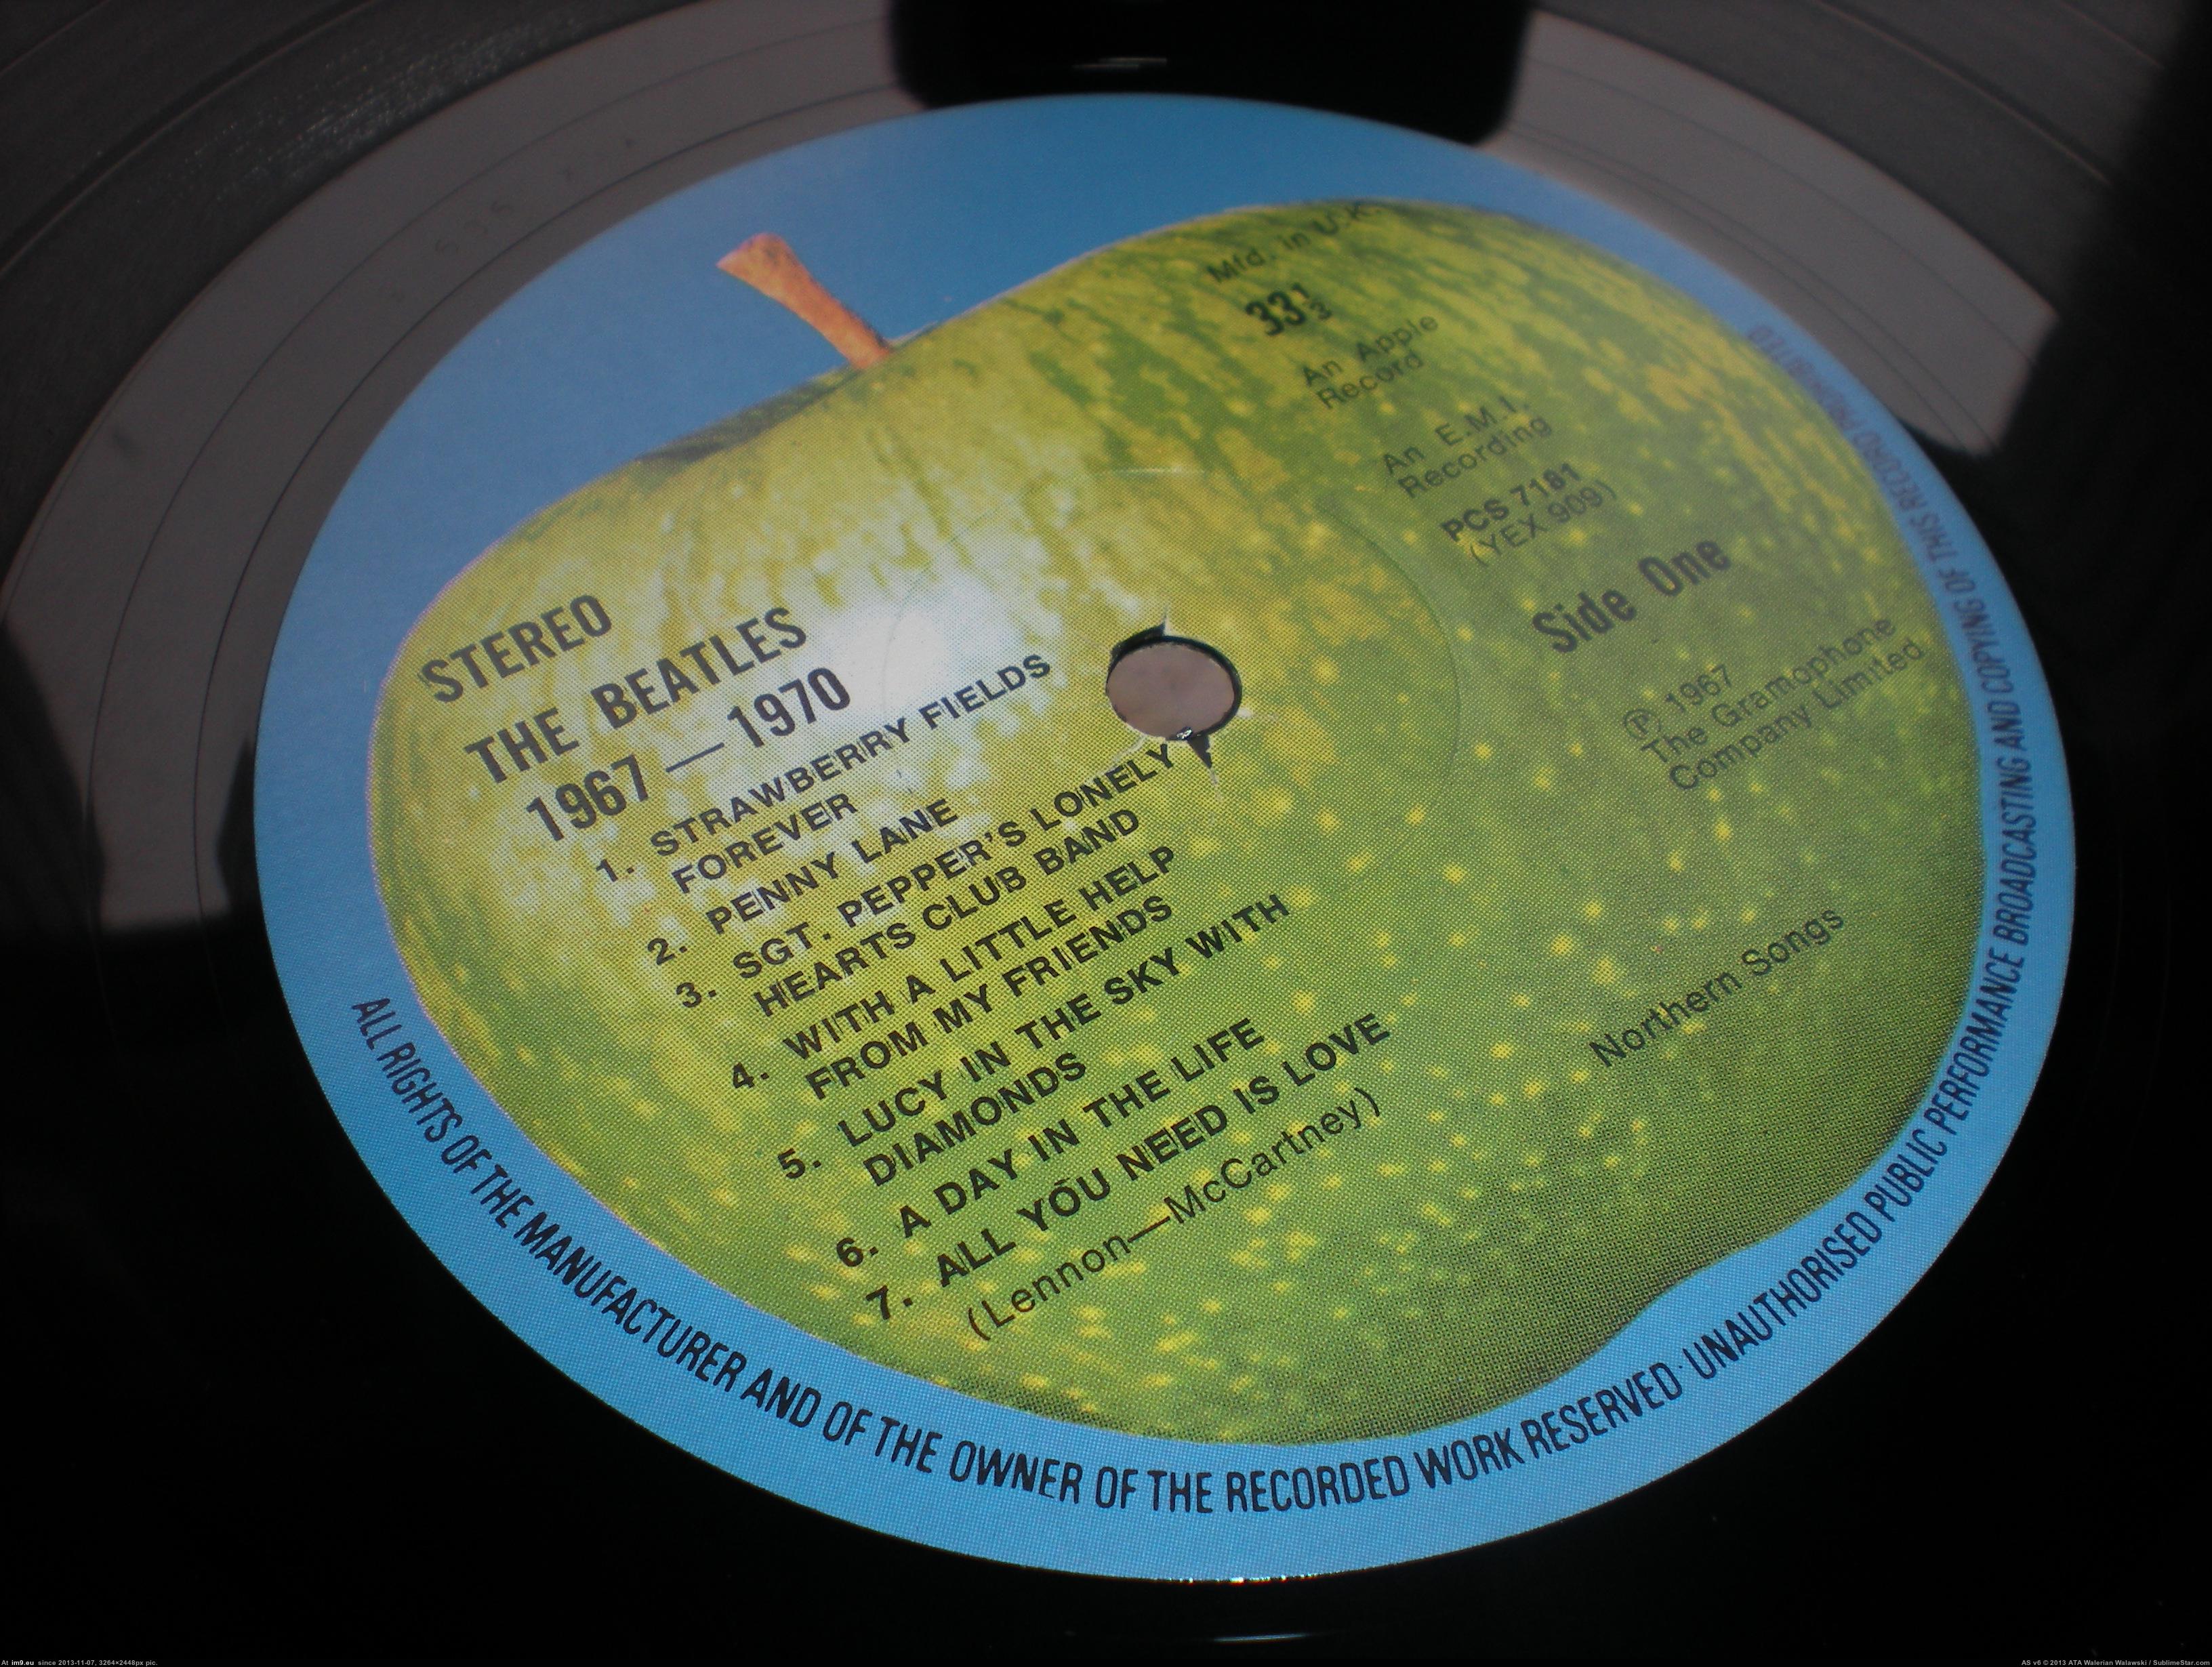 Mfd. in U.K.
33⅓
An Apple
Record
An E.M.I.
Recording
PCS 7181
(YEX 909)
Side One
℗ 1967
The Gramophone
Company Limited
STEREO
THE BEATLES
1967—1970
1. STRAWBERRY FIELDS
FOREVER
2. PENNY LANE
3. SGT. PEPPER'S LONELY
HEARTS CLUB BAND
4. WITH A LITTLE HELP
FROM MY FRIENDS
5. LUCY IN THE SKY WITH
DIAMONDS
6. A DAY IN THE LIFE
7. ALL YOU NEED IS LOVE
(Lennon—McCartney)
Northern Songs
ALL RIGHTS OF THE MANUFACTURER AND OF THE OWNER OF THE RECORDED WORK RESERVED · UNAUTHORISED PUBLIC PERFORMANCE BROADCASTING AND COPYING OF THIS RECORD PROHIBITED
At im9.eu since 2013-11-07, 3264×2448px pic.
AS v6 © 2013 ATA Walerian Walawski / SublimeStar.com